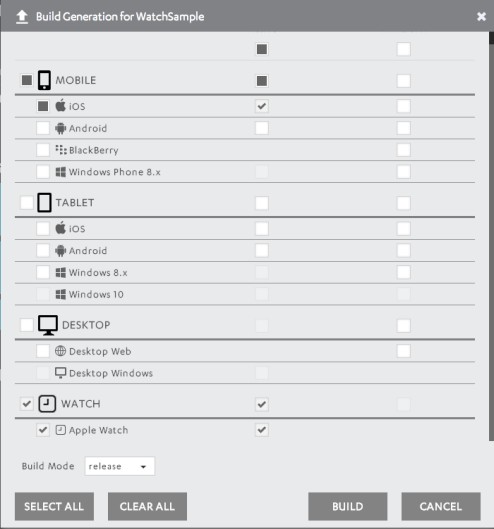 Build Generation for WatchSample
MOBILE
iOS
Android
BlackBerry
Windows Phone 8.x
TABLET
iOS
Android
Windows 8.x
Windows 10
DESKTOP
Desktop Web
Desktop Windows
WATCH
Apple Watch
Build Mode release
SELECT ALL CLEAR ALL BUILD CANCEL